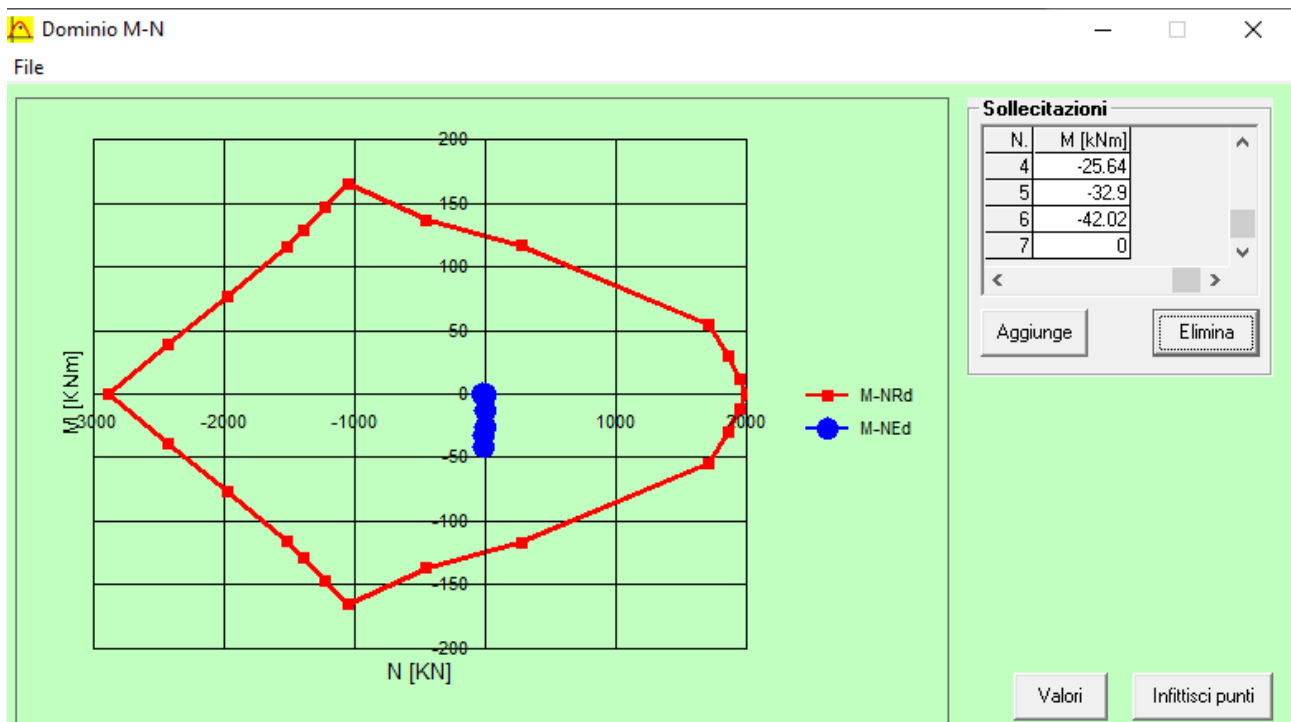 Dominio M-N
File
Sollecitazioni
N. M [kNm]
4 -25.64
5 -32.9
6 -42.02
7 0
Aggiunge Elimina
200
150
100
50
0
-3000 -2000 -1000 1000 2000
-50
-100
-150
-200
M [KNm]
N [KN]
M-NRd
M-NEd
Valori Infittisci punti